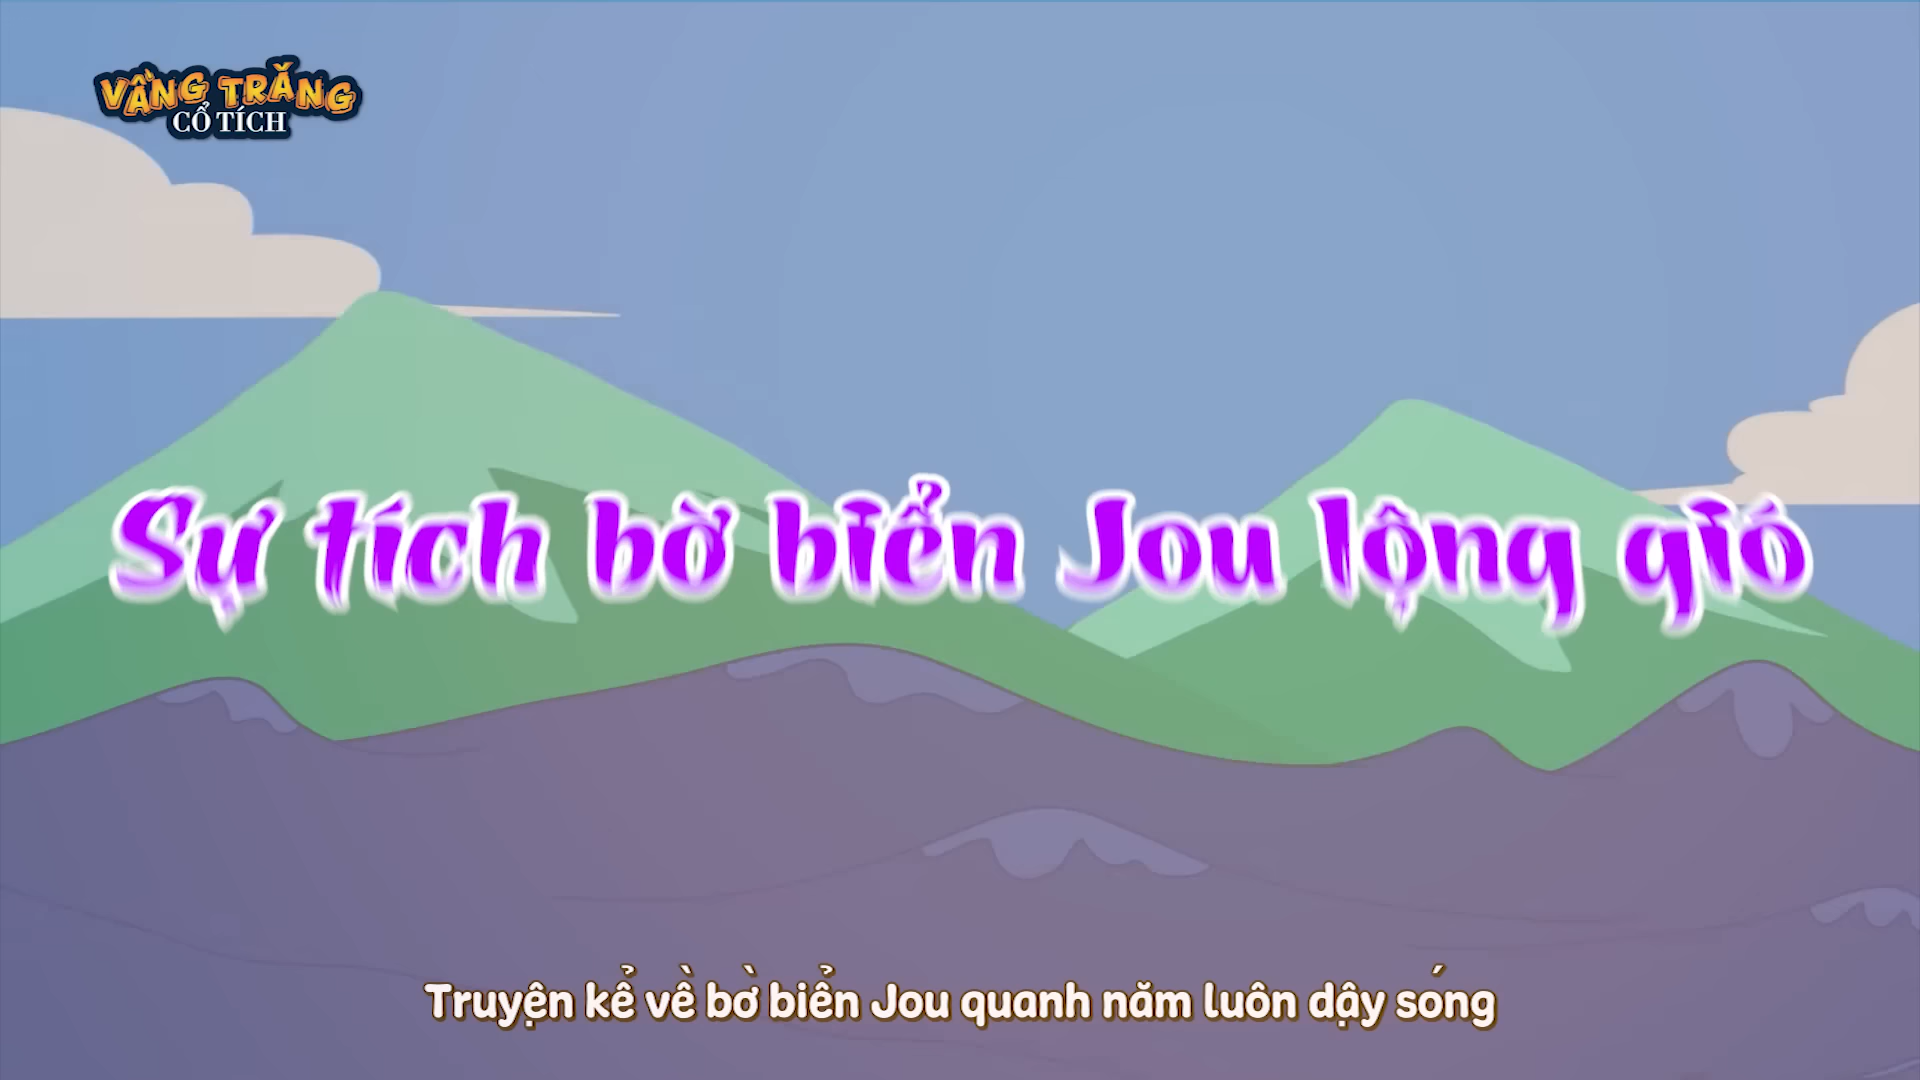 VẦNG TRĂNG
CỔ TÍCH
Sự tích bờ biển Jou lộng gió
Truyện kể về bờ biển Jou quanh năm luôn dậy sóng